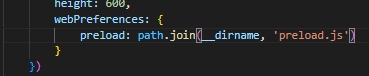 height: 600,
webPreferences: {
preload: path.join(__dirname, 'preload.js')
}
})